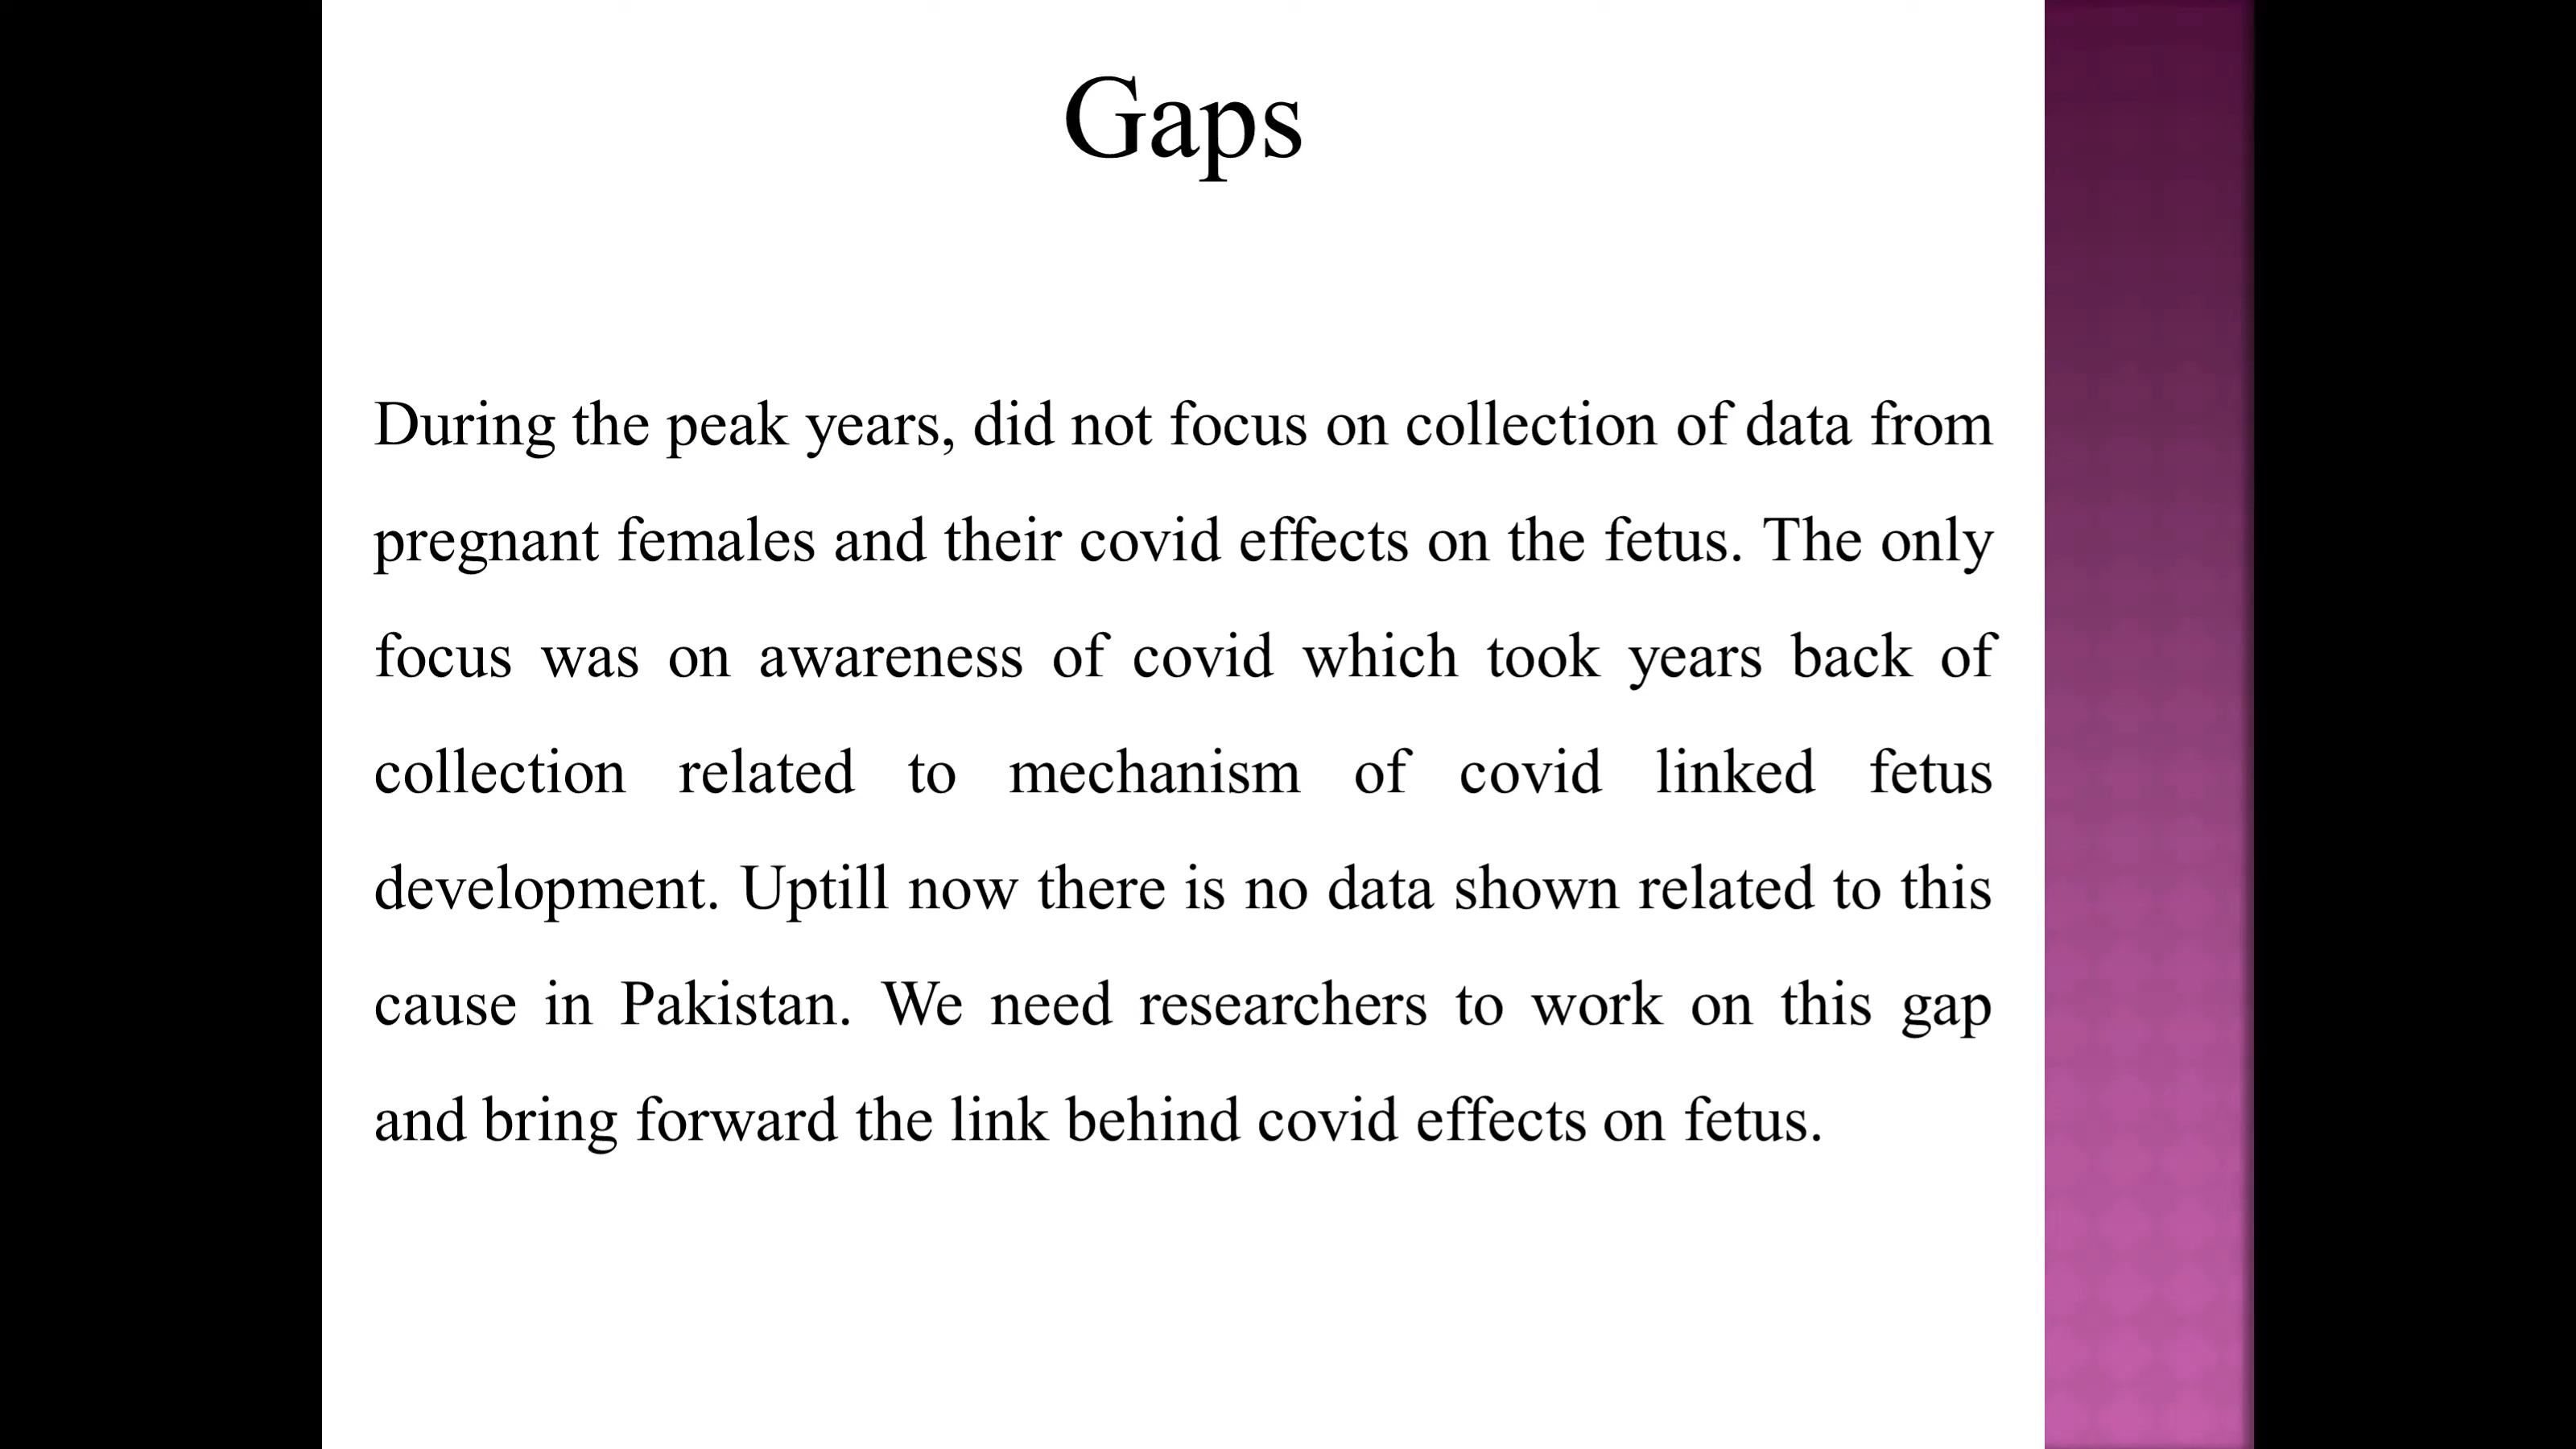 Gaps
During the peak years, did not focus on collection of data from
pregnant females and their covid effects on the fetus. The only
focus was on awareness of covid which took years back of
collection related to mechanism of covid linked fetus
development. Uptill now there is no data shown related to this
cause in Pakistan. We need researchers to work on this gap
and bring forward the link behind covid effects on fetus.